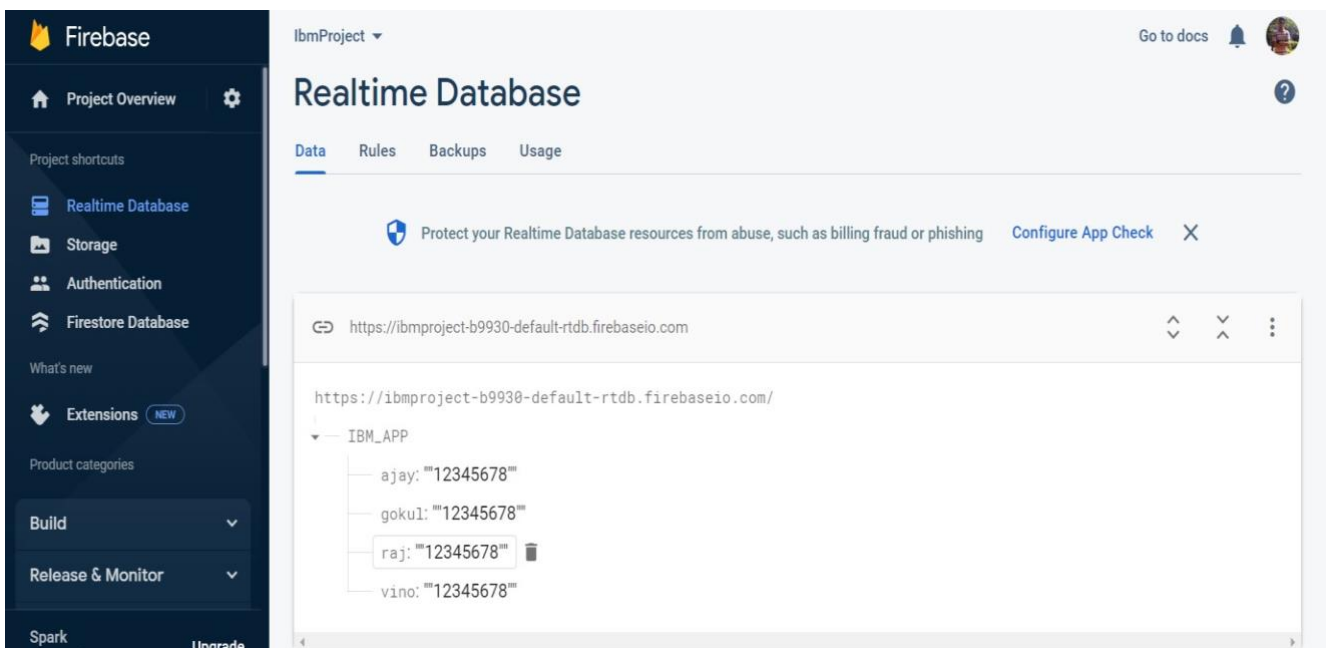 Firebase
Project Overview
Project shortcuts
Realtime Database
Storage
Authentication
Firestore Database
What's new
Extensions NEW
Product categories
Build
Release & Monitor
Spark
Upgrade
IbmProject
Go to docs
Realtime Database
Data Rules Backups Usage
Protect your Realtime Database resources from abuse, such as billing fraud or phishing Configure App Check
https://ibmproject-b9930-default-rtdb.firebaseio.com
https://ibmproject-b9930-default-rtdb.firebaseio.com/
IBM_APP
ajay: ""12345678""
gokul: ""12345678""
raj: ""12345678""
vino: ""12345678""